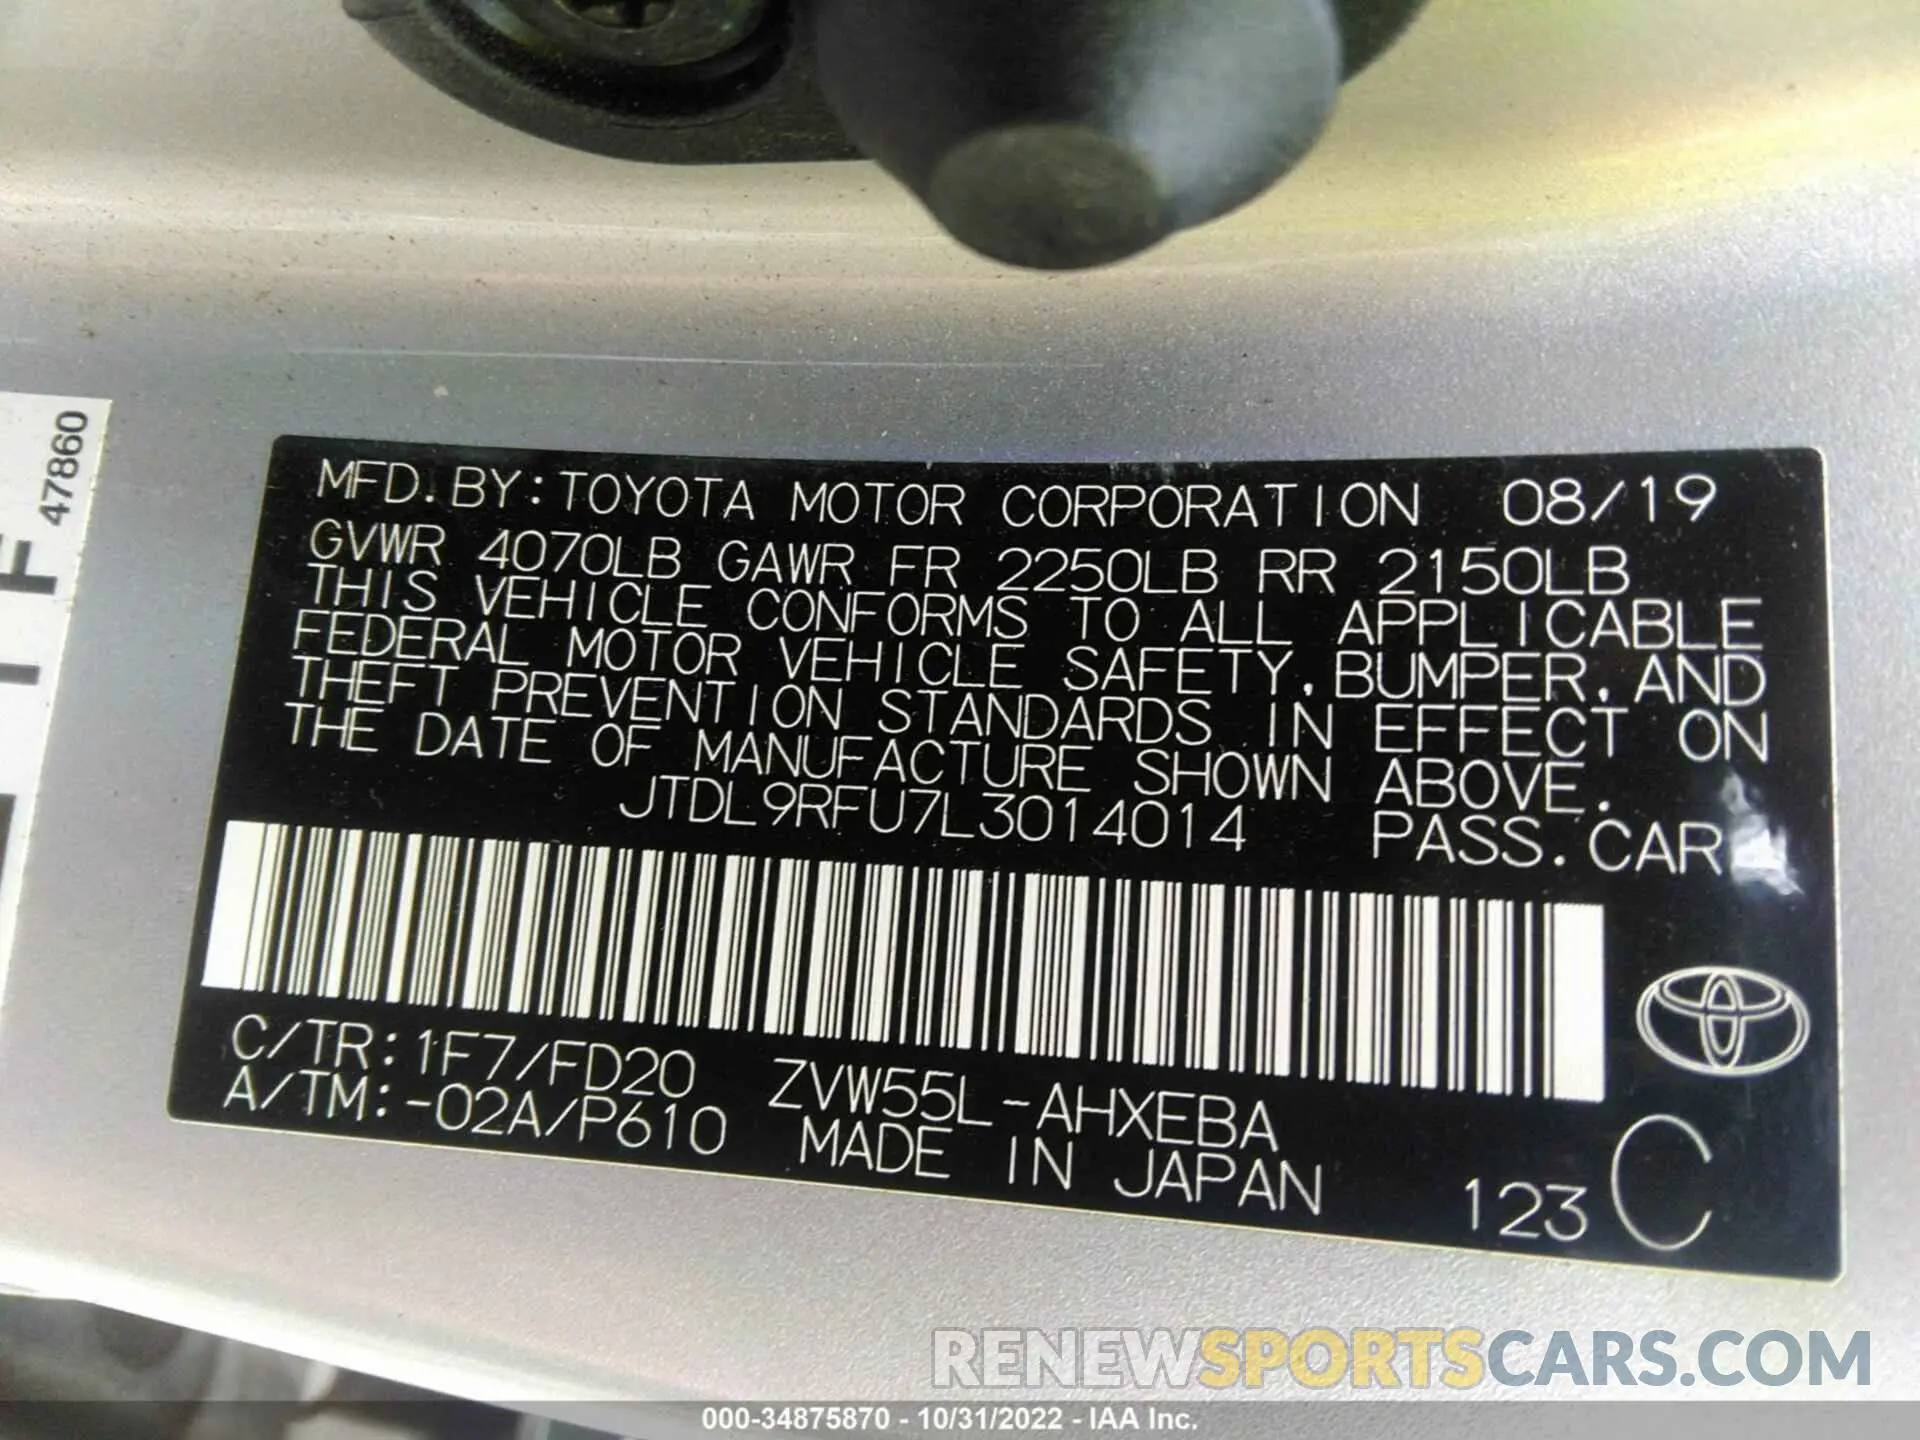 47860
MFD.BY:TOYOTA MOTOR CORPORATION 08/19
GVWR 4070LB GAWR FR 2250LB RR 2150LB
THIS VEHICLE CONFORMS TO ALL APPLICABLE
FEDERAL MOTOR VEHICLE SAFETY,BUMPER,AND
THEFT PREVENTION STANDARDS IN EFFECT ON
THE DATE OF MANUFACTURE SHOWN ABOVE.
JTDL9RFU7L3014014 PASS.CAR
C/TR:1F7/FD20 ZVW55L-AHXEBA
A/TM:-02A/P610 MADE IN JAPAN
123 C
RENEWSPORTSCARS.COM
000-34875870 - 10/31/2022 - IAA Inc.